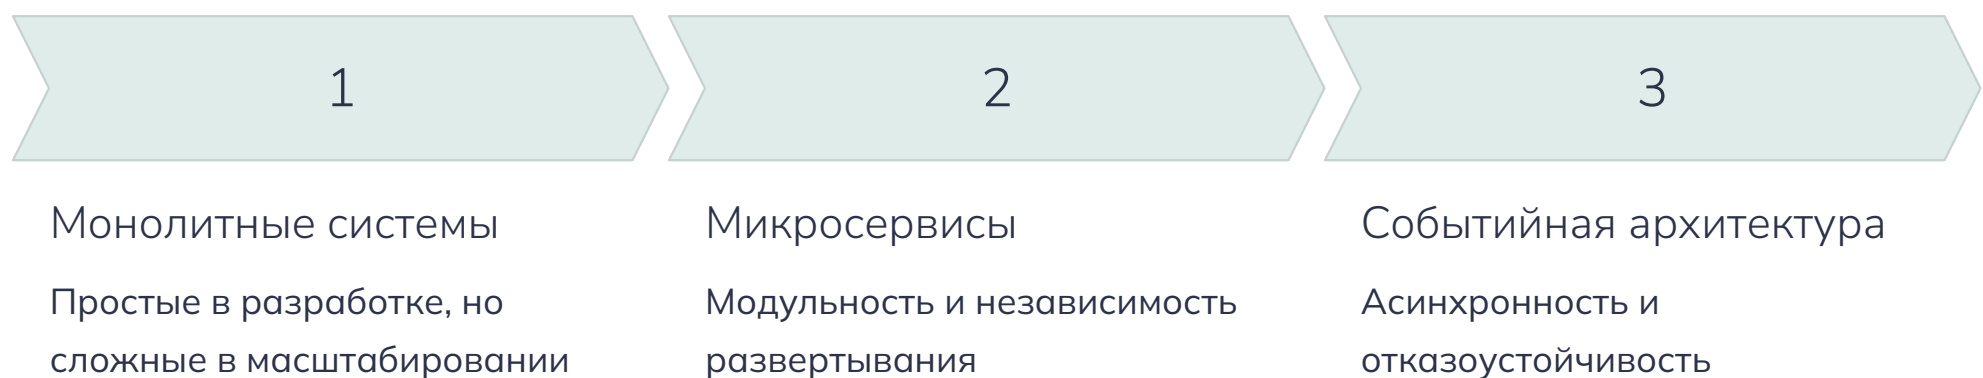 1
2
3
Монолитные системы
Простые в разработке, но
сложные в масштабировании
Микросервисы
Модульность и независимость
развертывания
Событийная архитектура
Асинхронность и
отказоустойчивость